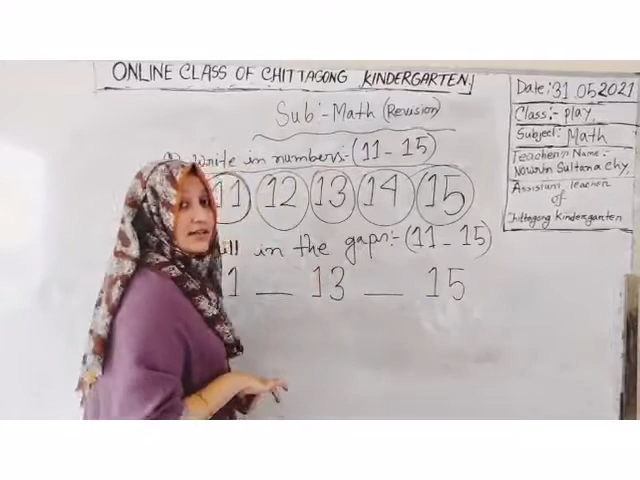 ONLINE CLASS OF CHITTAGONG KINDERGARTEN
Sub:-Math (Revision)
write in numbers:-(11-15)
11 12 13 14 15
in the gaps:-(11-15)
1 __ 13 __ 15
Date: 31.05.2021
Class:- play.
Subject: Math
Teacher's Name:-
Nowrin Sultana Chy.
Assistant Teacher
of
Chittagong Kindergarten